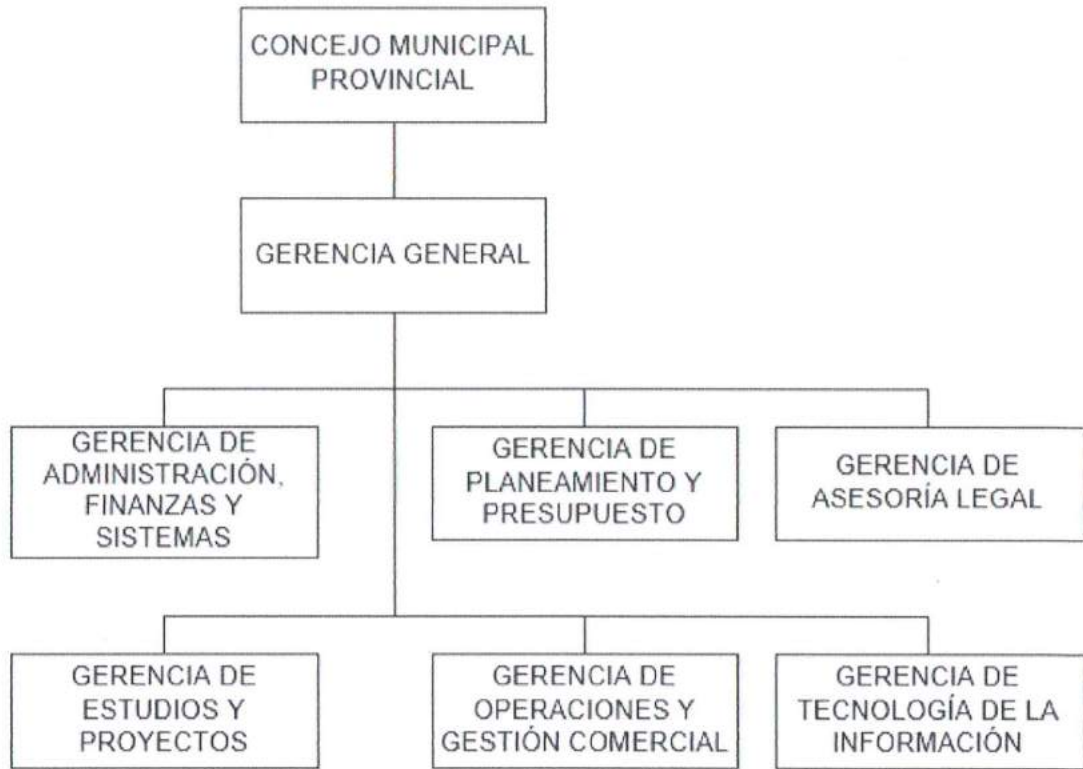 CONCEJO MUNICIPAL
PROVINCIAL
GERENCIA GENERAL
GERENCIA DE
ADMINISTRACIÓN,
FINANZAS Y
SISTEMAS
GERENCIA DE
PLANEAMIENTO Y
PRESUPUESTO
GERENCIA DE
ASESORÍA LEGAL
GERENCIA DE
ESTUDIOS Y
PROYECTOS
GERENCIA DE
OPERACIONES Y
GESTIÓN COMERCIAL
GERENCIA DE
TECNOLOGÍA DE LA
INFORMACIÓN